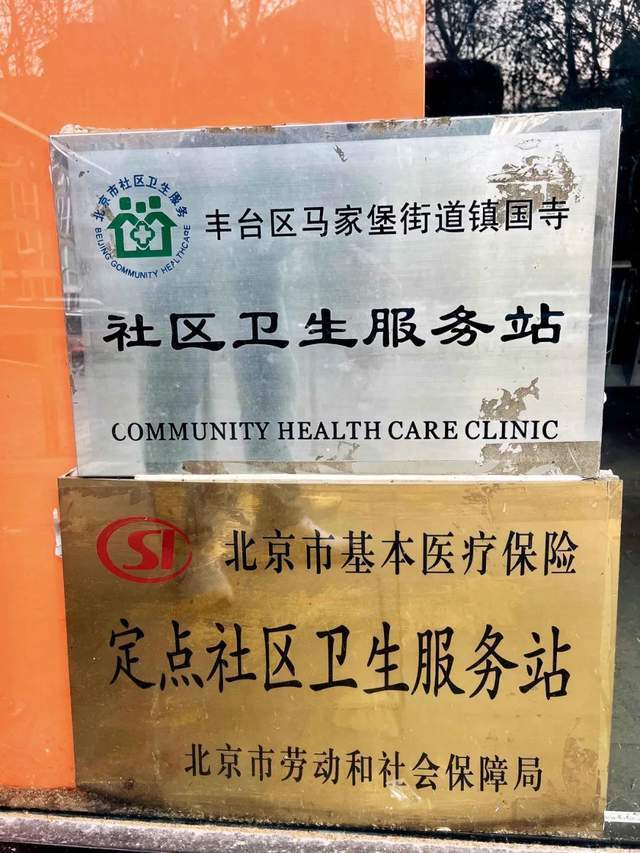 北京市社区卫生服务
BEIJING COMMUNITY HEALTHCARE
丰台区马家堡街道镇国寺
社区卫生服务站
COMMUNITY HEALTH CARE CLINIC
SI 北京市基本医疗保险
定点社区卫生服务站
北京市劳动和社会保障局